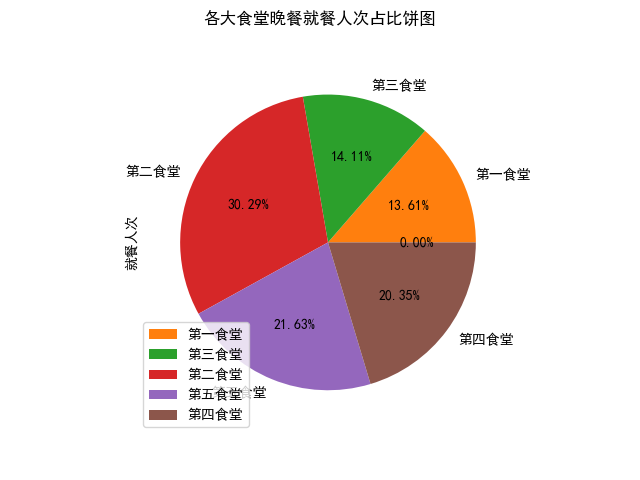 各大食堂晚餐就餐人次占比饼图
第三食堂
第二食堂
14.11%
第一食堂
30.29%
13.61%
就餐人次
0.00%
20.35%
21.63%
第四食堂
第一食堂
第三食堂
第二食堂
第五食堂
第四食堂
食堂